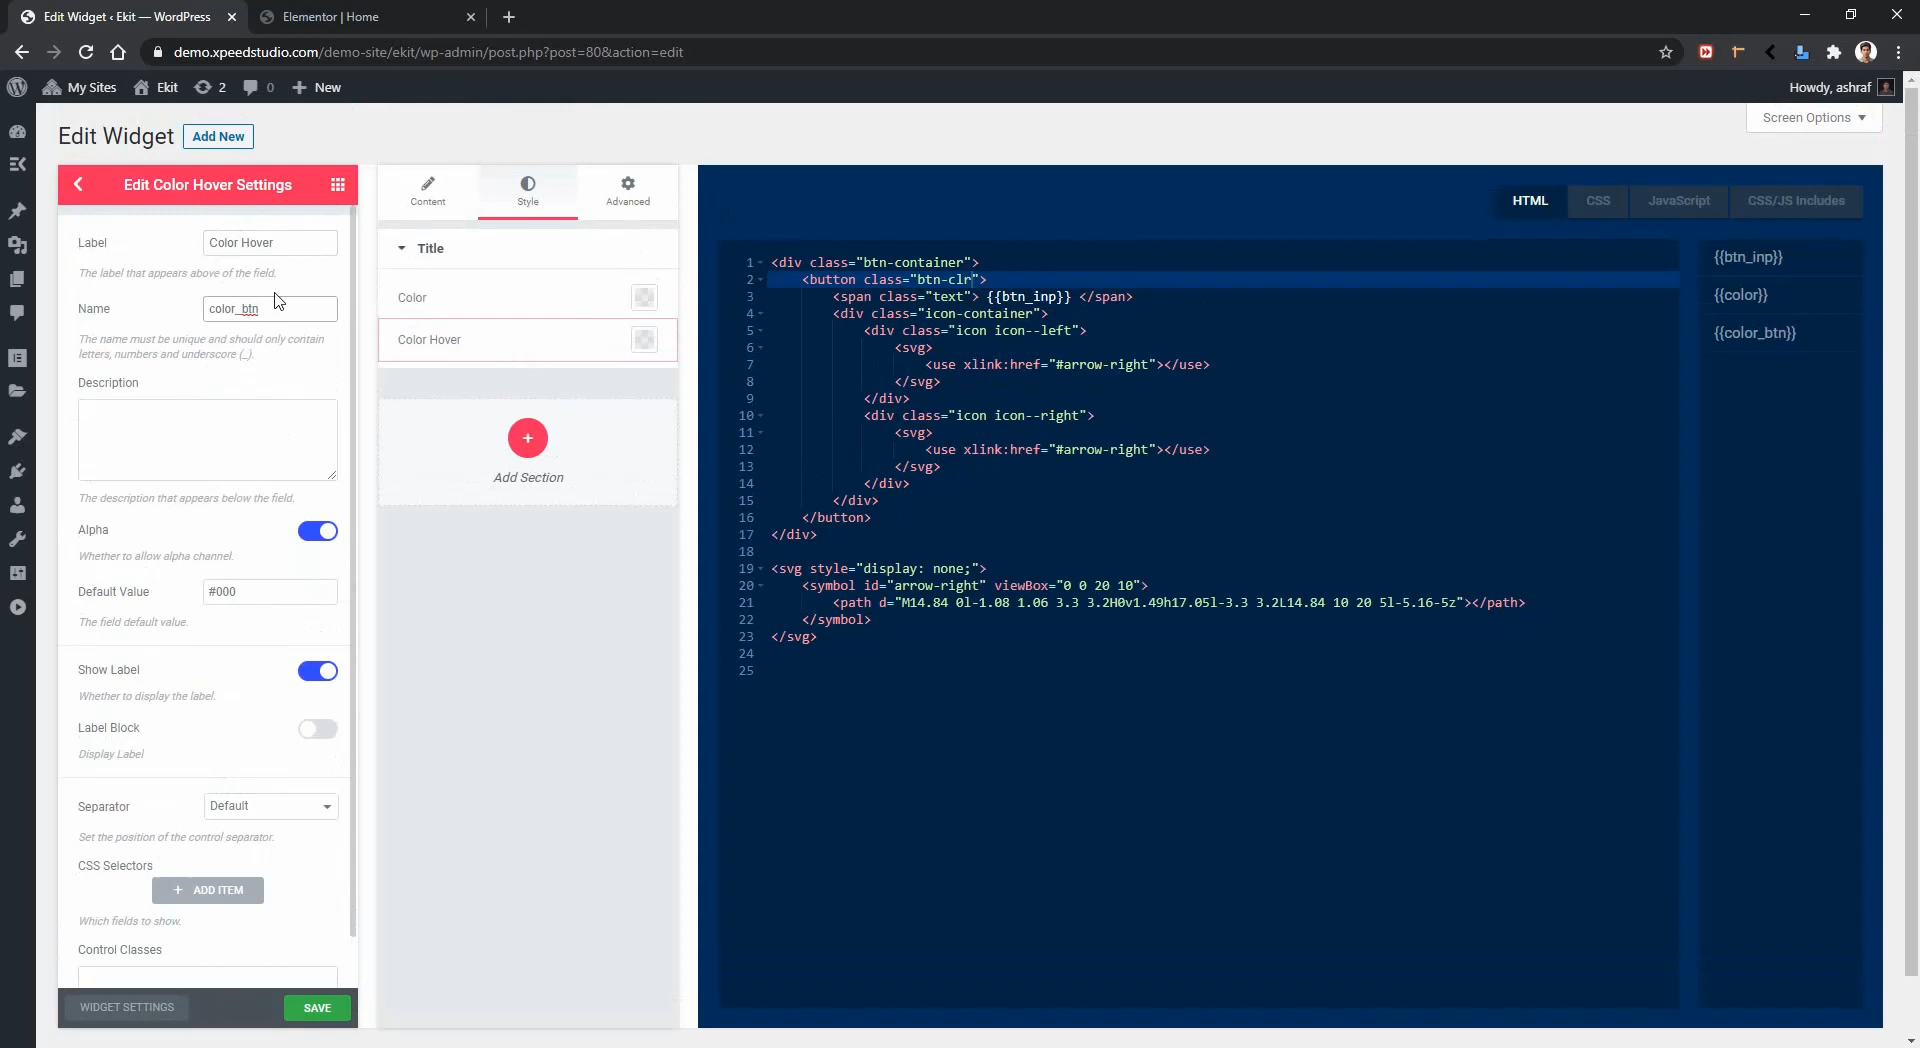 Edit Widget ‹ Ekit — WordPress
Elementor | Home
demo.xpeedstudio.com/demo-site/ekit/wp-admin/post.php?post=80&action=edit
My Sites
Ekit
2
0
New
Howdy, ashraf
Edit Widget
Add New
Screen Options
Edit Color Hover Settings
Label
Color Hover
The label that appears above of the field.
Name
color_btn
The name must be unique and should only contain
letters, numbers and underscore (_).
Description
The description that appears below the field.
Alpha
Whether to allow alpha channel.
Default Value
#000
The field default value.
Show Label
Whether to display the label.
Label Block
Display Label
Separator
Default
Set the position of the control separator.
CSS Selectors
+ ADD ITEM
Which fields to show.
Control Classes
WIDGET SETTINGS
SAVE
Content
Style
Advanced
Title
Color
Color Hover
+
Add Section
HTML
CSS
JavaScript
CSS/JS Includes
1 <div class="btn-container">
2 <button class="btn-clr">
3 <span class="text"> {{btn_inp}} </span>
4 <div class="icon-container">
5 <div class="icon icon--left">
6 <svg>
7 <use xlink:href="#arrow-right"></use>
8 </svg>
9 </div>
10 <div class="icon icon--right">
11 <svg>
12 <use xlink:href="#arrow-right"></use>
13 </svg>
14 </div>
15 </div>
16 </button>
17 </div>
18
19 <svg style="display: none;">
20 <symbol id="arrow-right" viewBox="0 0 20 10">
21 <path d="M14.84 0l-1.08 1.06 3.3 3.2H0v1.49h17.05l-3.3 3.2L14.84 10 20 5l-5.16-5z"></path>
22 </symbol>
23 </svg>
24
25
{{btn_inp}}
{{color}}
{{color_btn}}